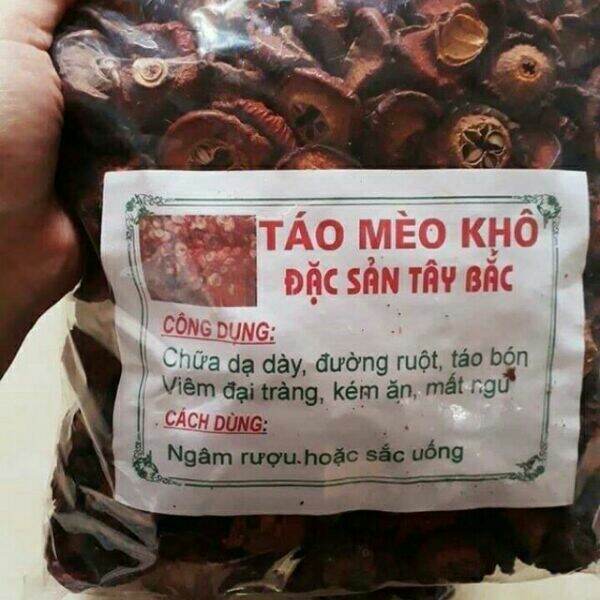 TÁO MÈO KHÔ
ĐẶC SẢN TÂY BẮC
CÔNG DỤNG:
Chữa dạ dày, đường ruột, táo bón
Viêm đại tràng, kém ăn, mất ngủ
CÁCH DÙNG:
Ngâm rượu hoặc sắc uống